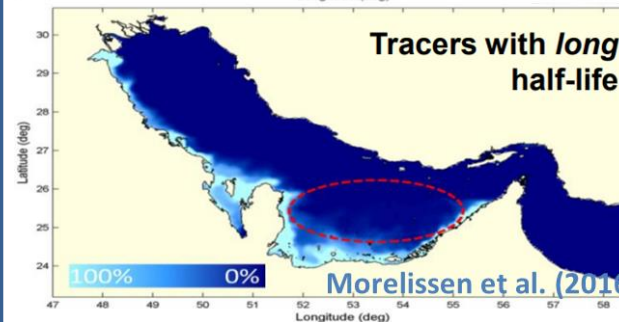 30
29
28
27
26
25
24
Latitude (deg)
Tracers with long
half-life
100% 0%
Morelissen et al. (2016
47 48 49 50 51 52 53 54 55 56 57 58
Longitude (deg)